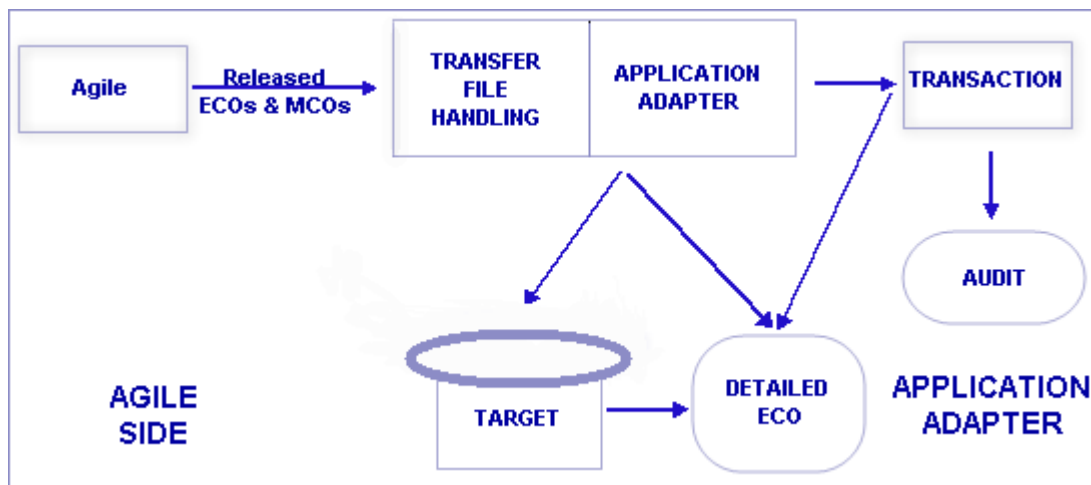 Agile
Released
ECOs & MCOs
TRANSFER
FILE
HANDLING
APPLICATION
ADAPTER
TRANSACTION
AUDIT
TARGET
DETAILED
ECO
AGILE
SIDE
APPLICATION
ADAPTER